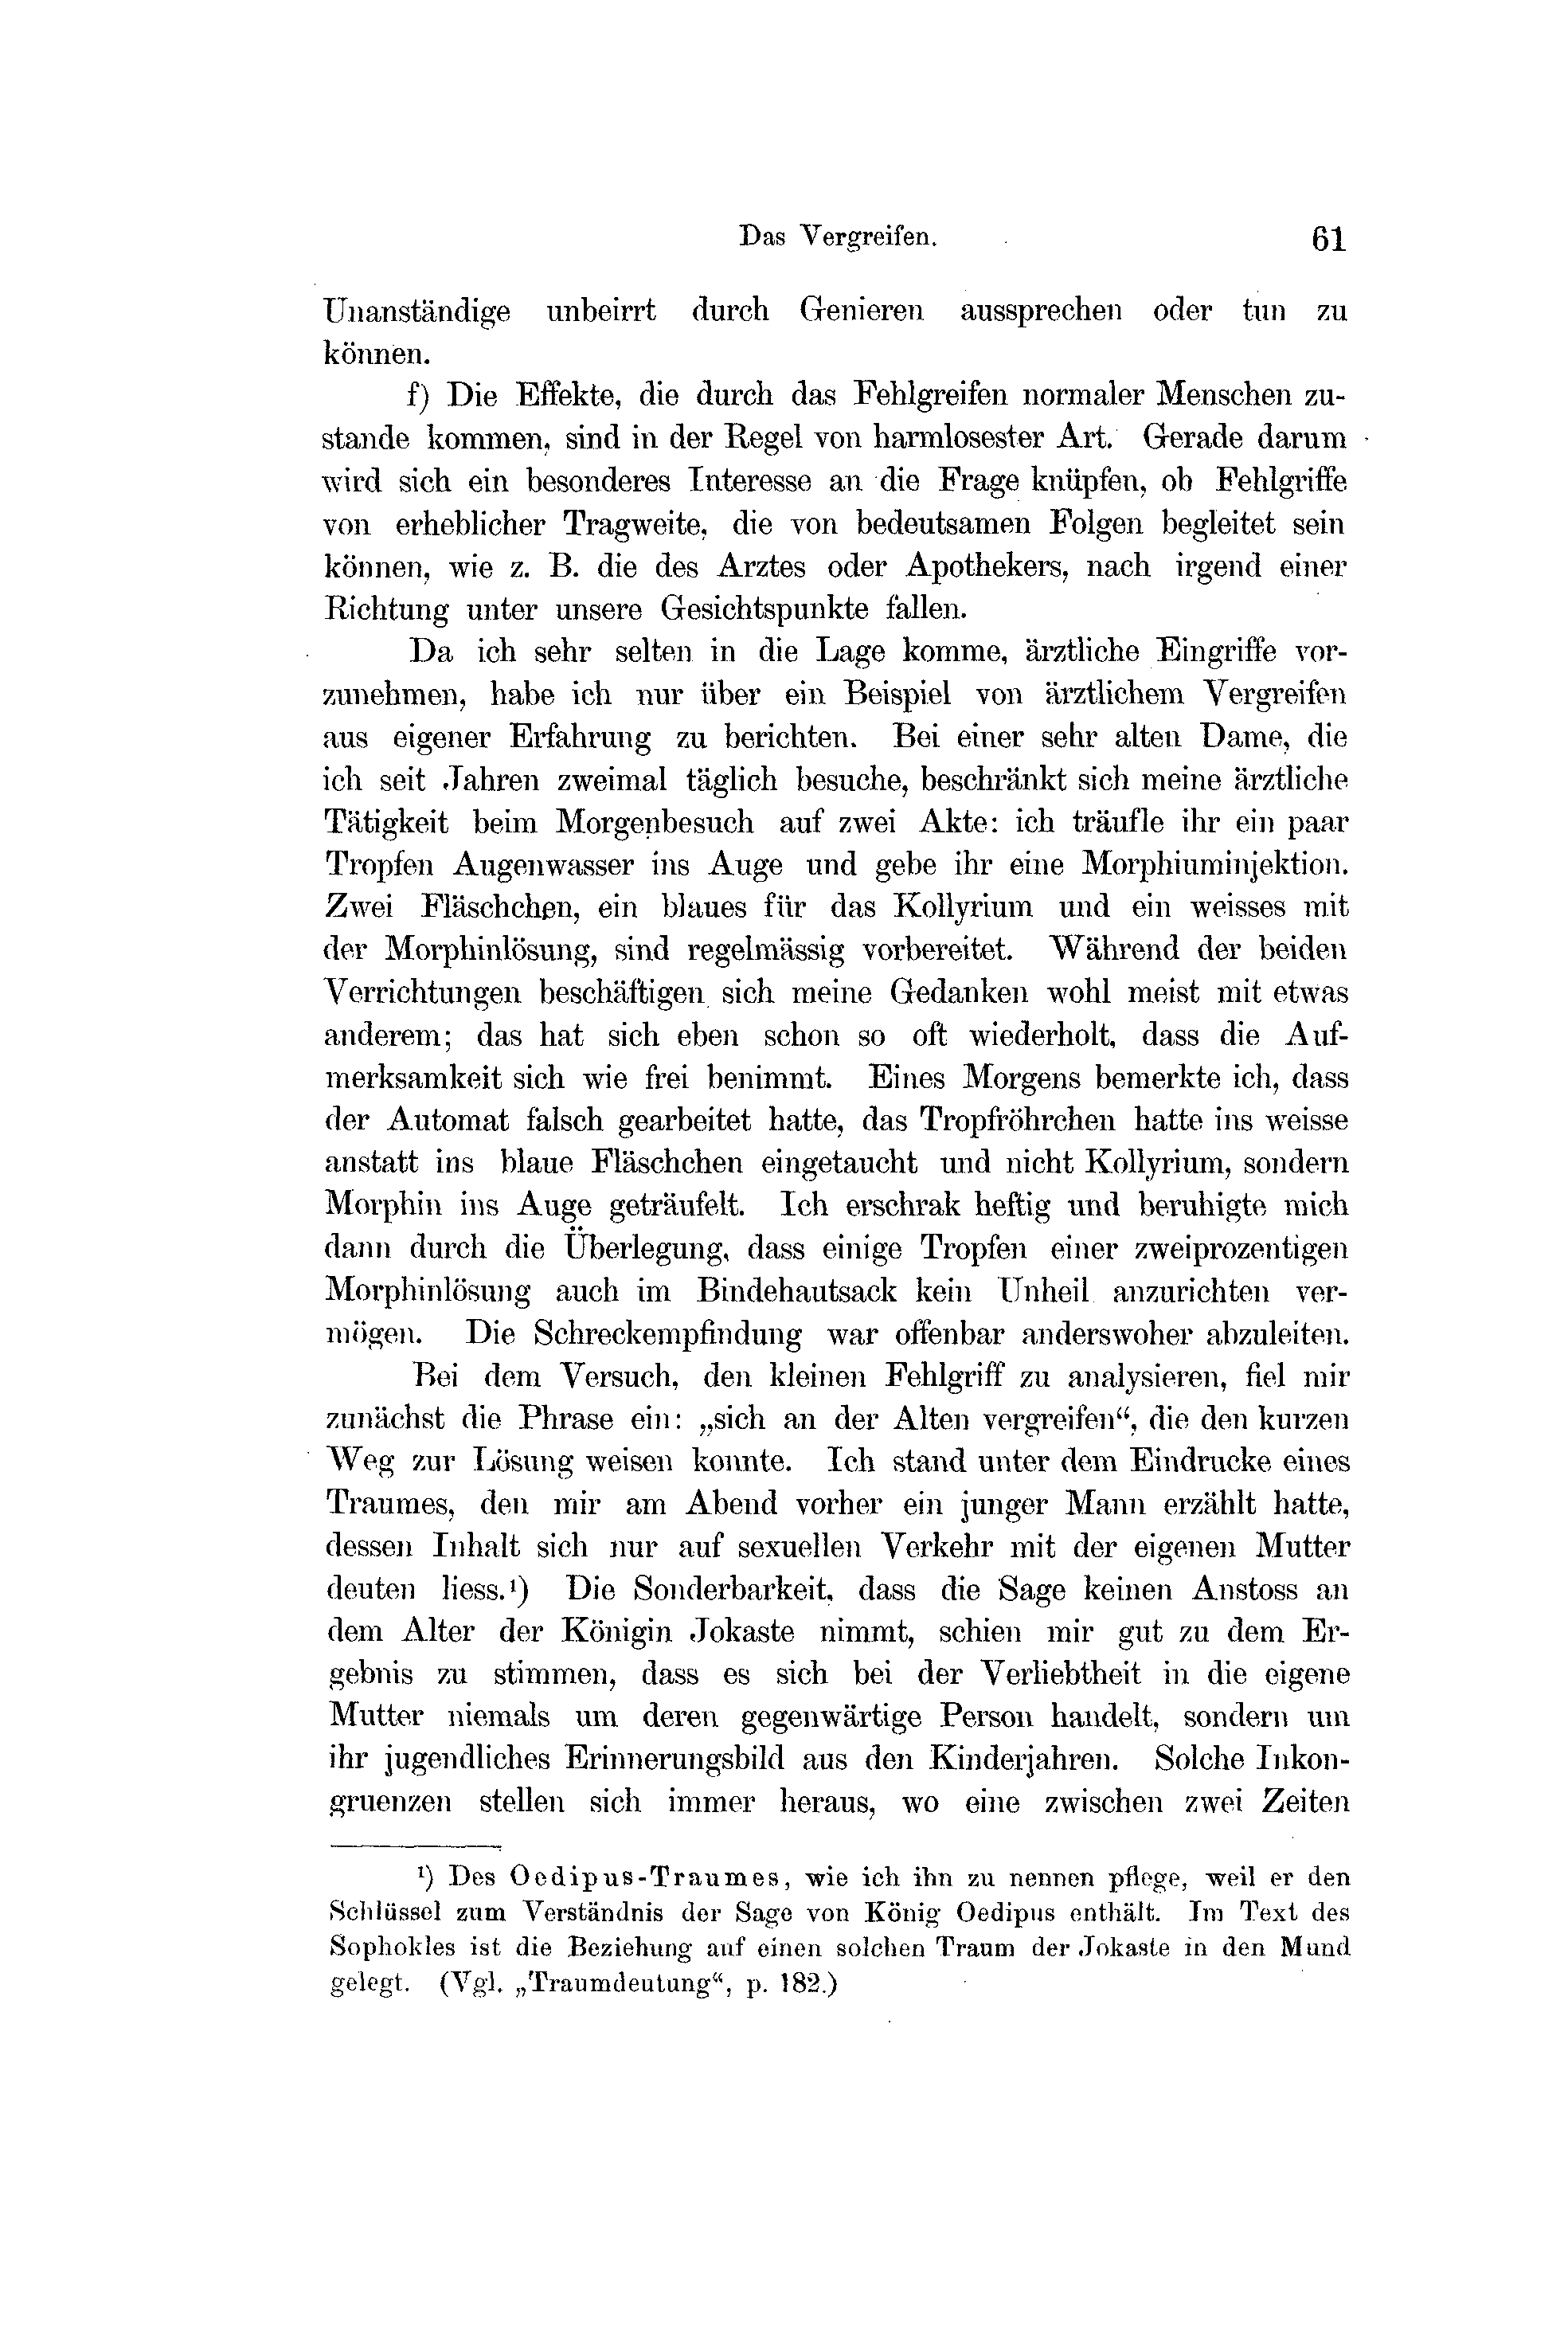 Das Vergreifen. 61
Unanständige unbeirrt durch Genieren aussprechen oder tun zu
können.
f) Die Effekte, die durch das Fehlgreifen normaler Menschen zu-
stande kommen, sind in der Regel von harmlosester Art. Gerade darum
wird sich ein besonderes Interesse an die Frage knüpfen, ob Fehlgriffe
von erheblicher Tragweite, die von bedeutsamen Folgen begleitet sein
können, wie z. B. die des Arztes oder Apothekers, nach irgend einer
Richtung unter unsere Gesichtspunkte fallen.
Da ich sehr selten in die Lage komme, ärztliche Eingriffe vor-
zunehmen, habe ich nur über ein Beispiel von ärztlichem Vergreifen
aus eigener Erfahrung zu berichten. Bei einer sehr alten Dame, die
ich seit Jahren zweimal täglich besuche, beschränkt sich meine ärztliche
Tätigkeit beim Morgenbesuch auf zwei Akte: ich träufle ihr ein paar
Tropfen Augenwasser ins Auge und gebe ihr eine Morphiuminjektion.
Zwei Fläschchen, ein blaues für das Kollyrium und ein weisses mit
der Morphinlösung, sind regelmässig vorbereitet. Während der beiden
Verrichtungen beschäftigen sich meine Gedanken wohl meist mit etwas
anderem; das hat sich eben schon so oft wiederholt, dass die Auf-
merksamkeit sich wie frei benimmt. Eines Morgens bemerkte ich, dass
der Automat falsch gearbeitet hatte, das Tropfröhrchen hatte ins weisse
anstatt ins blaue Fläschchen eingetaucht und nicht Kollyrium, sondern
Morphin ins Auge geträufelt. Ich erschrak heftig und beruhigte mich
dann durch die Überlegung, dass einige Tropfen einer zweiprozentigen
Morphinlösung auch im Bindehautsack kein Unheil anzurichten ver-
mögen. Die Schreckempfindung war offenbar anderswoher abzuleiten.
Bei dem Versuch, den kleinen Fehlgriff zu analysieren, fiel mir
zunächst die Phrase ein: „sich an der Alten vergreifen“, die den kurzen
Weg zur Lösung weisen konnte. Ich stand unter dem Eindrucke eines
Traumes, den mir am Abend vorher ein junger Mann erzählt hatte,
dessen Inhalt sich nur auf sexuellen Verkehr mit der eigenen Mutter
deuten liess.¹) Die Sonderbarkeit, dass die Sage keinen Anstoss an
dem Alter der Königin Jokaste nimmt, schien mir gut zu dem Er-
gebnis zu stimmen, dass es sich bei der Verliebtheit in die eigene
Mutter niemals um deren gegenwärtige Person handelt, sondern um
ihr jugendliches Erinnerungsbild aus den Kinderjahren. Solche Inkon-
gruenzen stellen sich immer heraus, wo eine zwischen zwei Zeiten
¹) Des Oedipus-Traumes, wie ich ihn zu nennen pflege, weil er den
Schlüssel zum Verständnis der Sage von König Oedipus enthält. Im Text des
Sophokles ist die Beziehung auf einen solchen Traum der Jokaste in den Mund
gelegt. (Vgl. „Traumdeutung“, p. 182.)